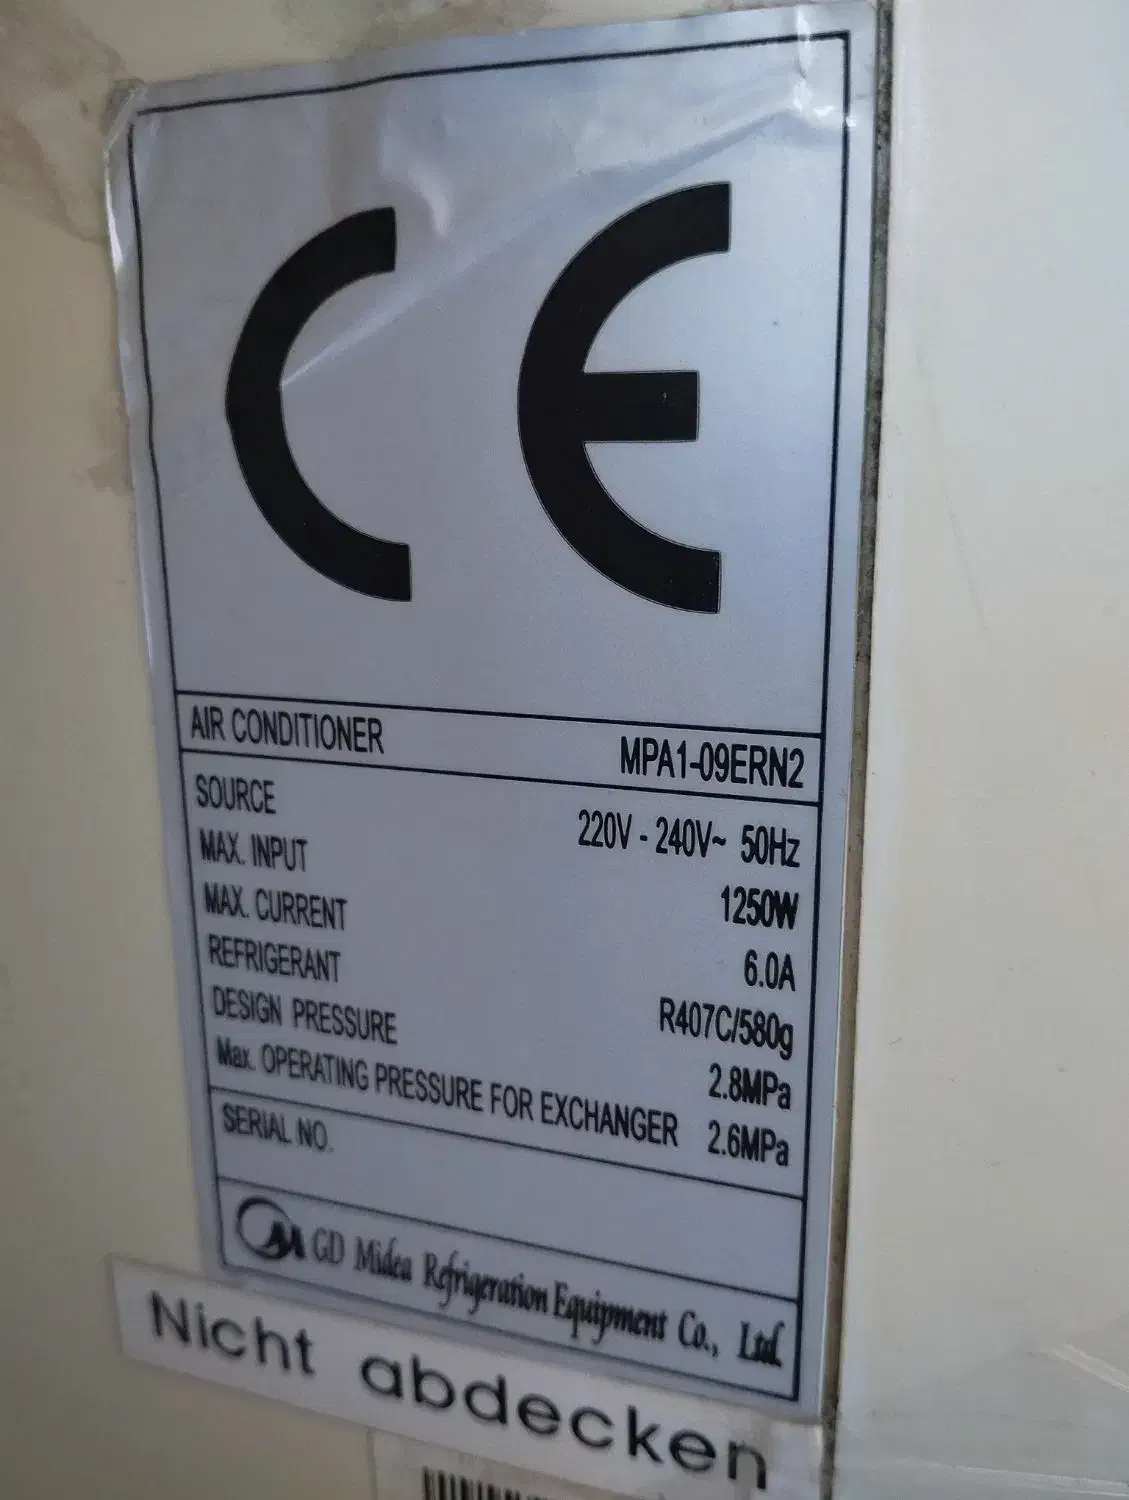 CE
AIR CONDITIONER MPA1-09ERN2
SOURCE 220V - 240V~ 50Hz
MAX. INPUT 1250W
MAX. CURRENT 6.0A
REFRIGERANT R407C/580g
DESIGN PRESSURE 2.8MPa
Max. OPERATING PRESSURE FOR EXCHANGER 2.6MPa
SERIAL NO.
GD Midea Refrigeration Equipment Co., Ltd.
Nicht abdecken